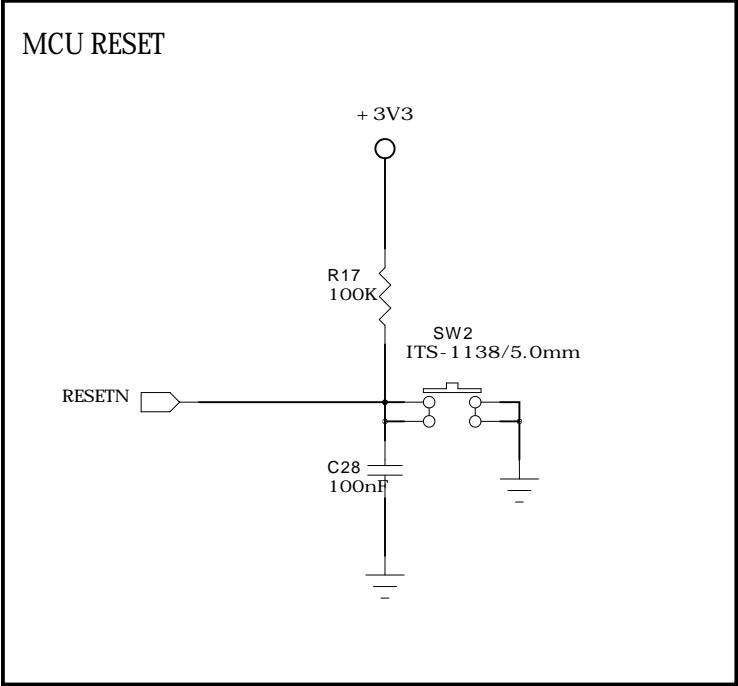 MCU RESET
+3V3
R17
100K
SW2
ITS-1138/5.0mm
RESETN
C28
100nF